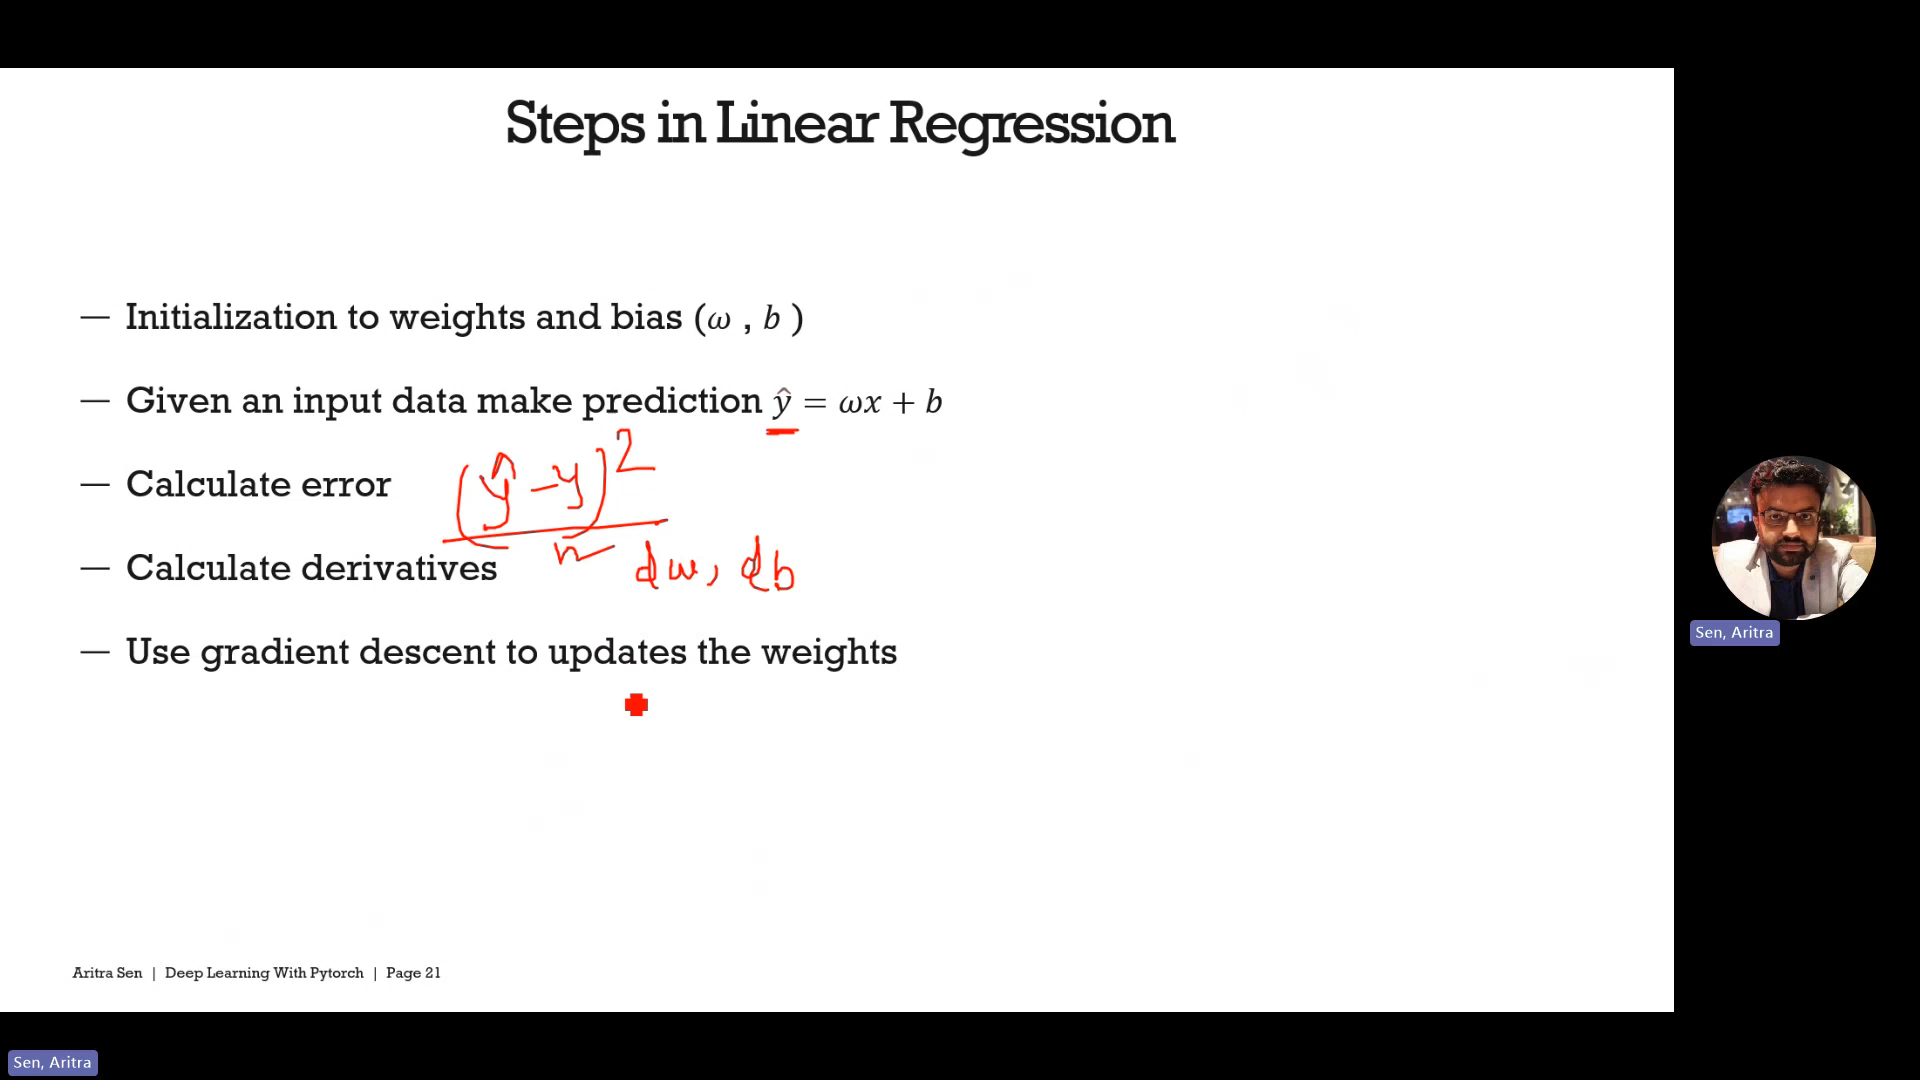 Steps in Linear Regression
— Initialization to weights and bias (ω , b )
— Given an input data make prediction ŷ = ωx + b
— Calculate error (ŷ - y)²
n
— Calculate derivatives dw, db
— Use gradient descent to updates the weights
Sen, Aritra
Aritra Sen | Deep Learning With Pytorch | Page 21
Sen, Aritra